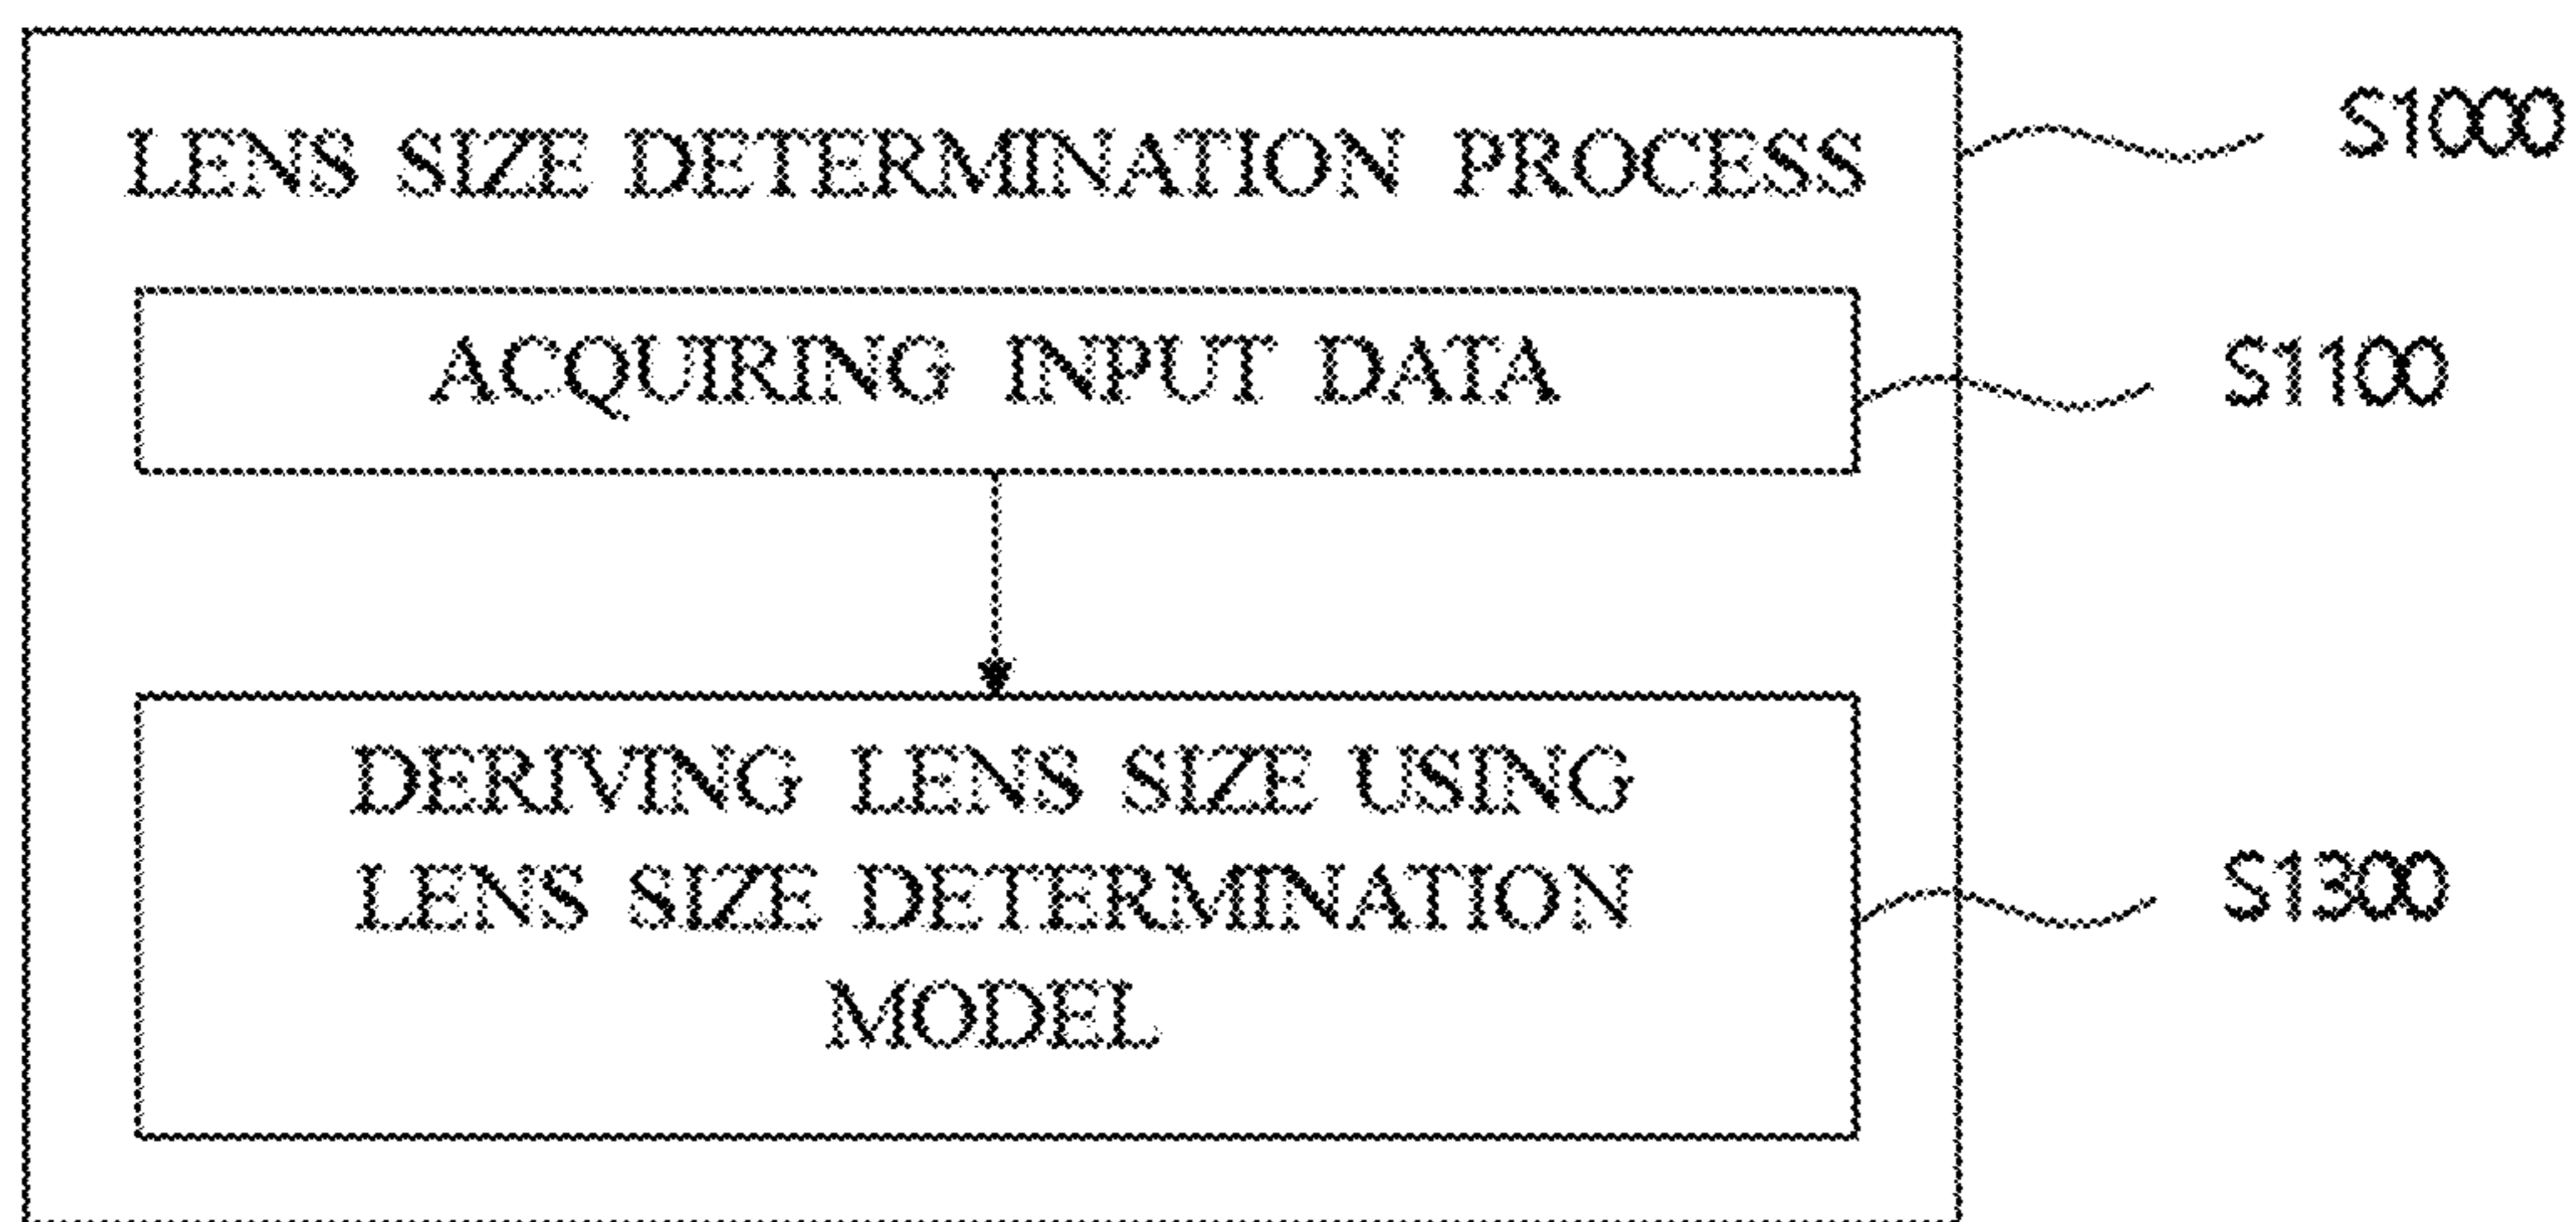 LENS SIZE DETERMINATION PROCESS
S1000
ACQUIRING INPUT DATA
S1100
DERIVING LENS SIZE USING
LENS SIZE DETERMINATION
MODEL
S1300